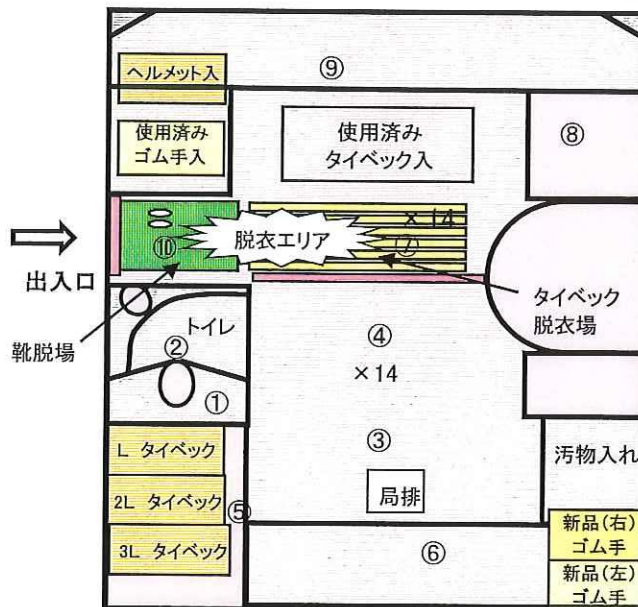 ⑨
ヘルメット入
使用済み
ゴム手入
使用済み
タイベック入
⑧
×14
脱衣エリア
⑩
⑦
出入口
靴脱場
タイベック
脱衣場
トイレ
②
①
④
×14
③
局排
L タイベック
2L タイベック
3L タイベック
⑤
⑥
汚物入れ
新品(右)
ゴム手
新品(左)
ゴム手